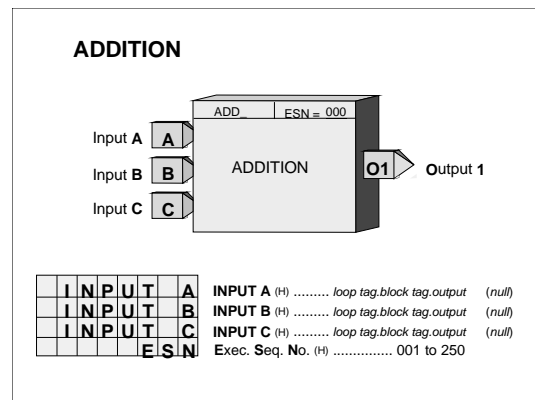 ADDITION
ADD_ ESN = 000
Input A A
ADDITION O1 Output 1
Input B B
Input C C
INPUT A INPUT A (H) ......... loop tag.block tag.output (null)
INPUT B INPUT B (H) ......... loop tag.block tag.output (null)
INPUT C INPUT C (H) ......... loop tag.block tag.output (null)
ESN Exec. Seq. No. (H) ............... 001 to 250